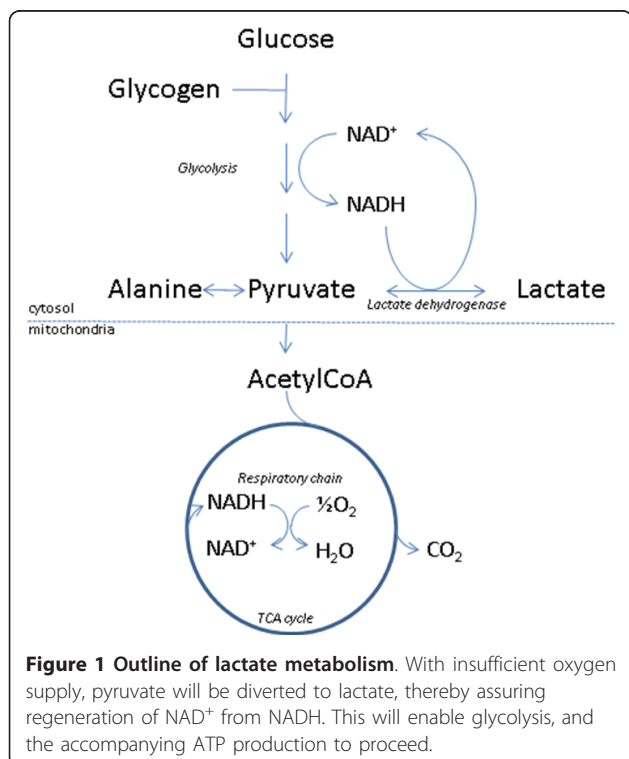 Glucose
Glycogen
NAD⁺
Glycolysis
NADH
Alanine Pyruvate Lactate
Lactate dehydrogenase
cytosol
mitochondria
AcetylCoA
Respiratory chain
NADH ½O₂
NAD⁺ H₂O CO₂
TCA cycle
Figure 1 Outline of lactate metabolism. With insufficient oxygen
supply, pyruvate will be diverted to lactate, thereby assuring
regeneration of NAD⁺ from NADH. This will enable glycolysis, and
the accompanying ATP production to proceed.